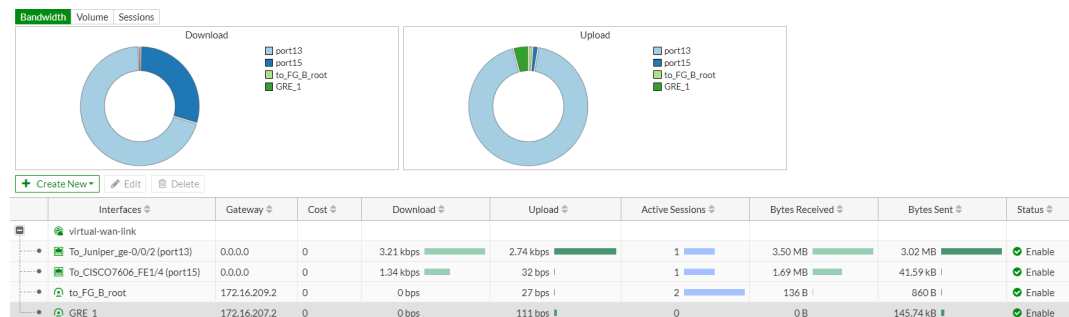 Bandwidth Volume Sessions
Download
port13
port15
to_FG_B_root
GRE_1
Upload
port13
port15
to_FG_B_root
GRE_1
+ Create New Edit Delete
Interfaces Gateway Cost Download Upload Active Sessions Bytes Received Bytes Sent Status
virtual-wan-link
To_Juniper_ge-0/0/2 (port13) 0.0.0.0 0 3.21 kbps 2.74 kbps 1 3.50 MB 3.02 MB Enable
To_CISCO7606_FE1/4 (port15) 0.0.0.0 0 1.34 kbps 32 bps 1 1.69 MB 41.59 kB Enable
to_FG_B_root 172.16.209.2 0 0 bps 27 bps 2 136 B 860 B Enable
GRE_1 172.16.207.2 0 0 bps 111 bps 0 0 B 145.74 kB Enable